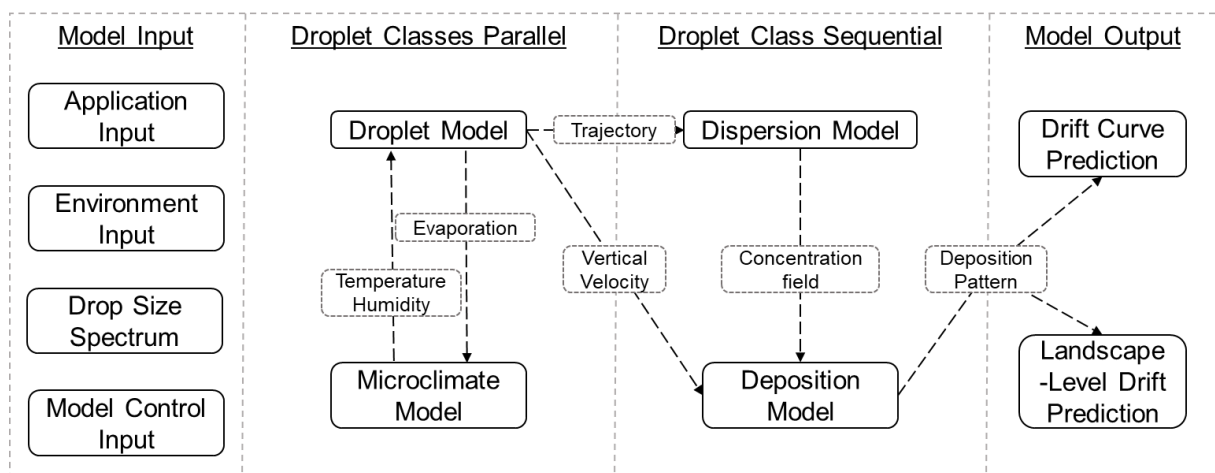 Model Input
Application
Input
Environment
Input
Drop Size
Spectrum
Model Control
Input
Droplet Classes Parallel
Droplet Model
Evaporation
Temperature
Humidity
Microclimate
Model
Trajectory
Vertical
Velocity
Droplet Class Sequential
Dispersion Model
Concentration
field
Deposition
Model
Deposition
Pattern
Model Output
Drift Curve
Prediction
Landscape
-Level Drift
Prediction